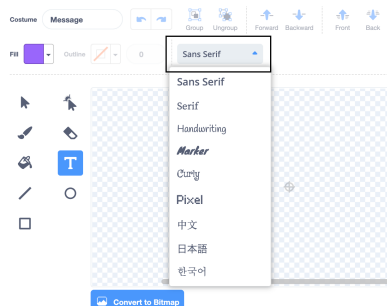 Costume Message
Group Ungroup Forward Backward Front Back
Fill Outline 0 Sans Serif
Sans Serif
Serif
Handwriting
Marker
Curly
Pixel
中文
日本語
한국어
T
Convert to Bitmap